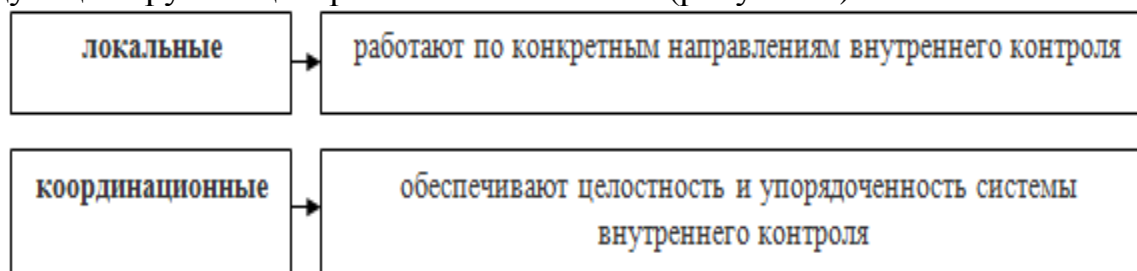 локальные
работают по конкретным направлениям внутреннего контроля
координационные
обеспечивают целостность и упорядоченность системы
внутреннего контроля